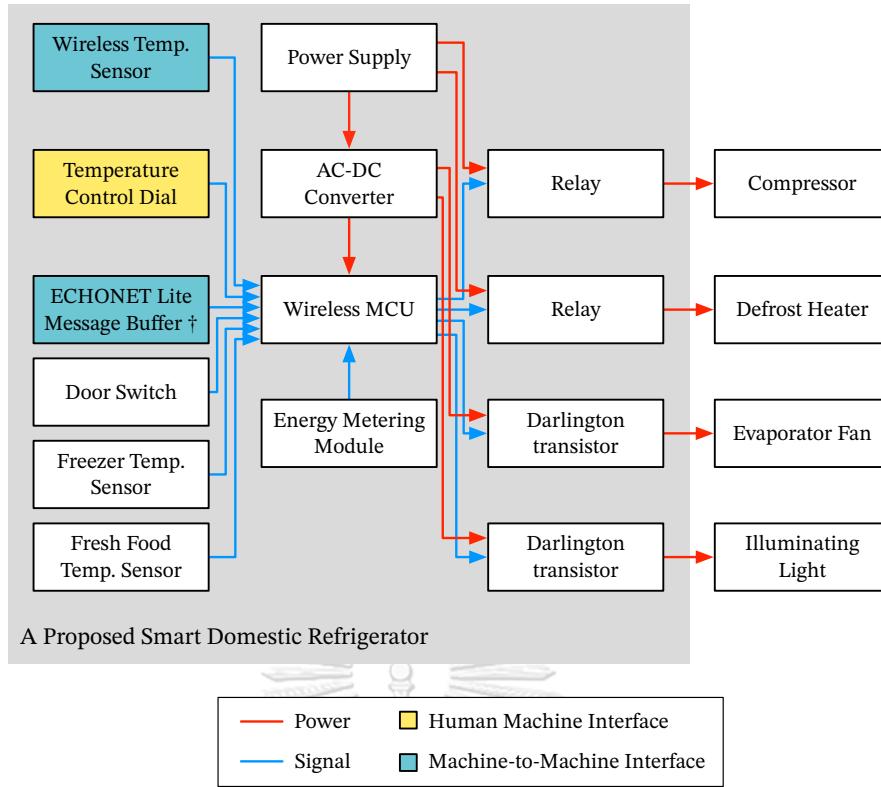 Wireless Temp.
Sensor
Power Supply
Temperature
Control Dial
AC-DC
Converter
Relay
Compressor
ECHONET Lite
Message Buffer †
Wireless MCU
Relay
Defrost Heater
Door Switch
Energy Metering
Module
Darlington
transistor
Evaporator Fan
Freezer Temp.
Sensor
Fresh Food
Temp. Sensor
Darlington
transistor
Illuminating
Light
A Proposed Smart Domestic Refrigerator
Power
Human Machine Interface
Signal
Machine-to-Machine Interface